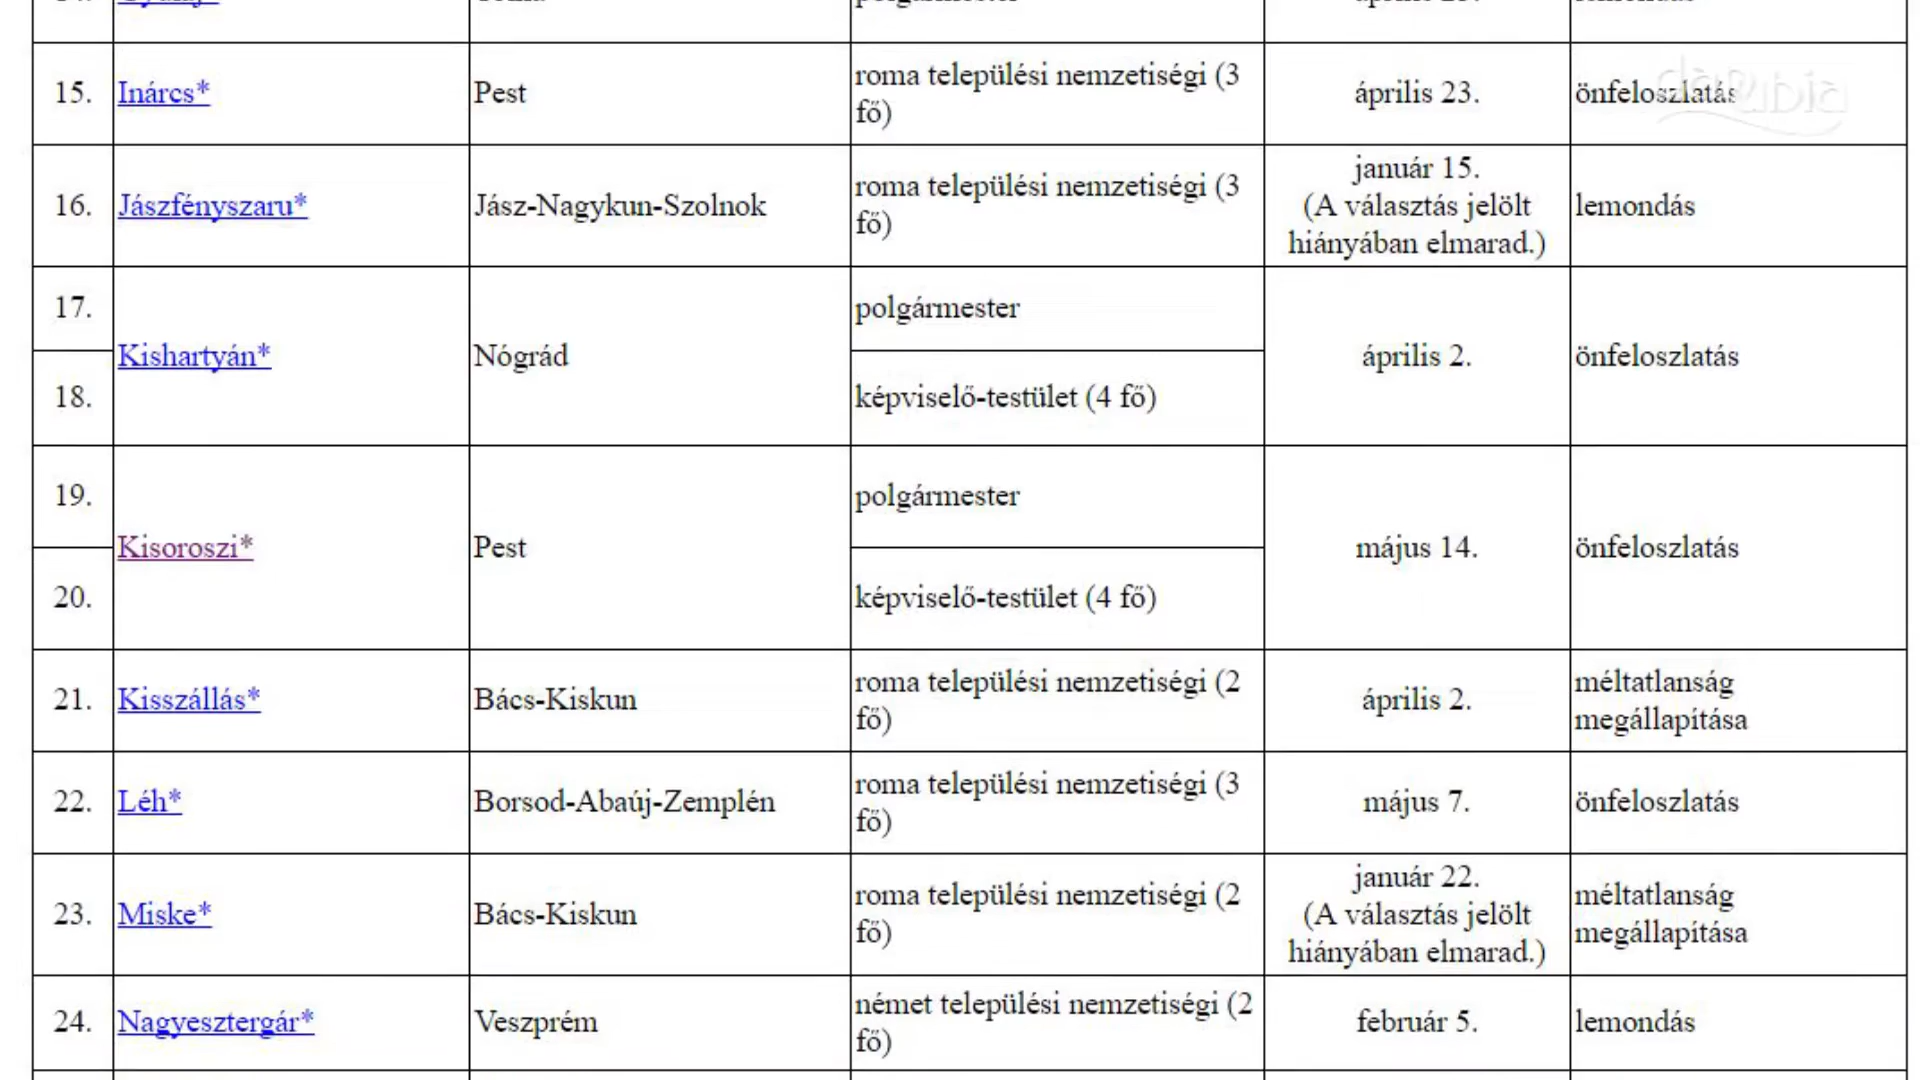 15.
Inárcs*
Pest
roma települési nemzetiségi (3
fő)
április 23.
önfeloszlatás
danubia
16.
Jászfényszaru*
Jász-Nagykun-Szolnok
roma települési nemzetiségi (3
fő)
január 15.
(A választás jelölt
hiányában elmarad.)
lemondás
17.
18.
Kishartyán*
Nógrád
polgármester
képviselő-testület (4 fő)
április 2.
önfeloszlatás
19.
20.
Kisoroszi*
Pest
polgármester
képviselő-testület (4 fő)
május 14.
önfeloszlatás
21.
Kisszállás*
Bács-Kiskun
roma települési nemzetiségi (2
fő)
április 2.
méltatlanság
megállapítása
22.
Léh*
Borsod-Abaúj-Zemplén
roma települési nemzetiségi (3
fő)
május 7.
önfeloszlatás
23.
Miske*
Bács-Kiskun
roma települési nemzetiségi (2
fő)
január 22.
(A választás jelölt
hiányában elmarad.)
méltatlanság
megállapítása
24.
Nagyesztergár*
Veszprém
német települési nemzetiségi (2
fő)
február 5.
lemondás